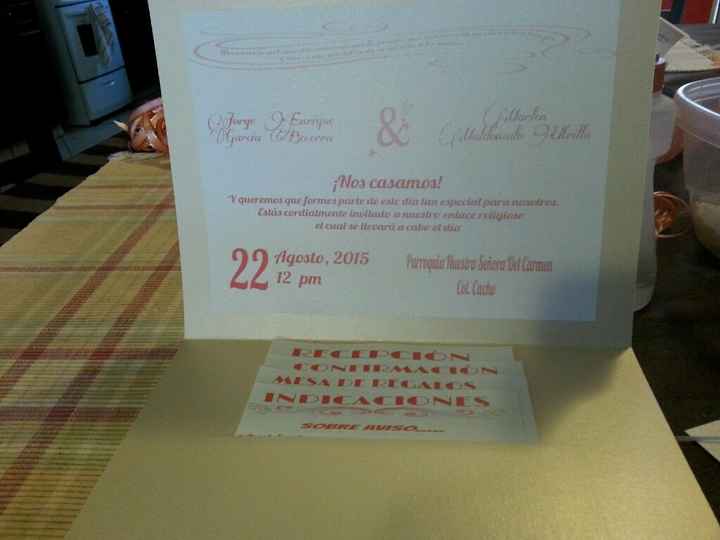 Jorge Enrique
García Becerra
&
Marlen
Maldonado
¡Nos casamos!
Y queremos que formes parte de este día tan especial para nosotros.
Estás cordialmente invitado a nuestro enlace religioso
el cual se llevará a cabo el día
22 Agosto, 2015
12 pm
Parroquia Nuestra Señora Del Carmen
Col. Cacho
RECEPCIÓN
CONFIRMACIÓN
MESA DE REGALOS
INDICACIONES
SOBRE AVISO......